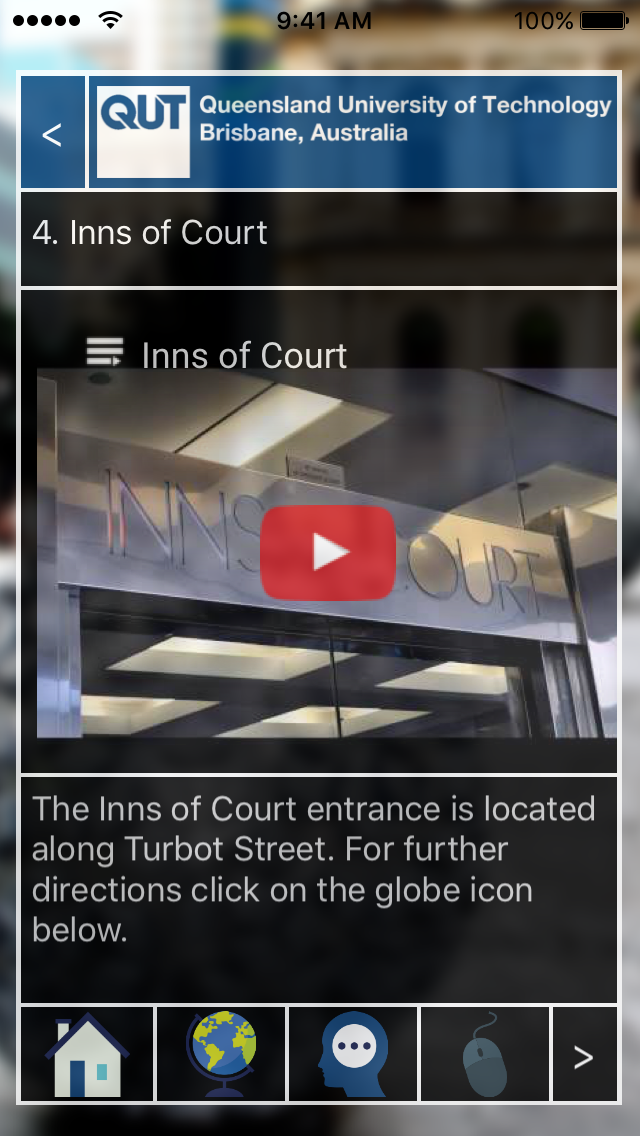 9:41 AM
100%
<
QUT
Queensland University of Technology
Brisbane, Australia
4. Inns of Court
Inns of Court
INNS COURT
The Inns of Court entrance is located
along Turbot Street. For further
directions click on the globe icon
below.
>